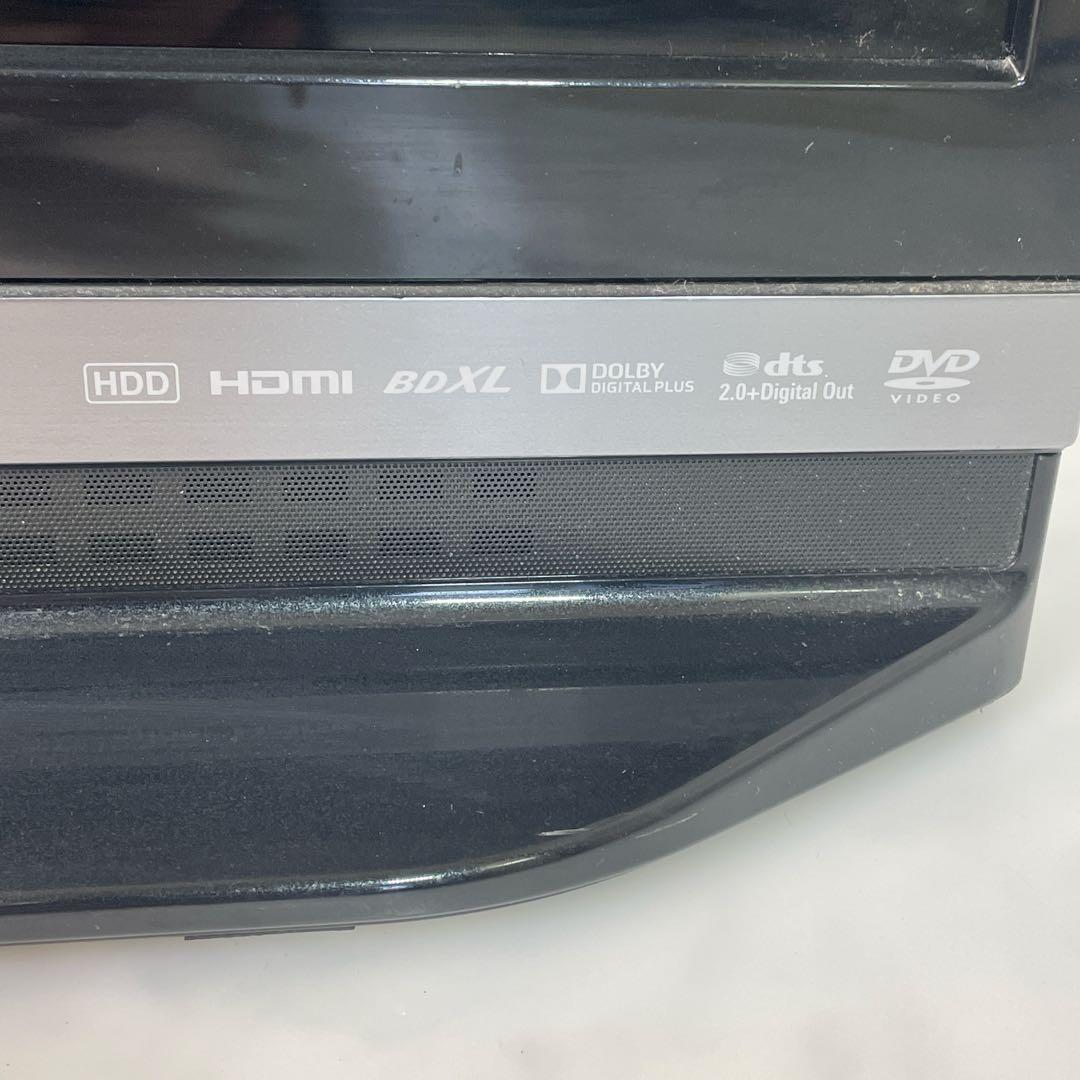 HDD
HDMI
BDXL
DOLBY
DIGITAL PLUS
dts
2.0+Digital Out
DVD
VIDEO